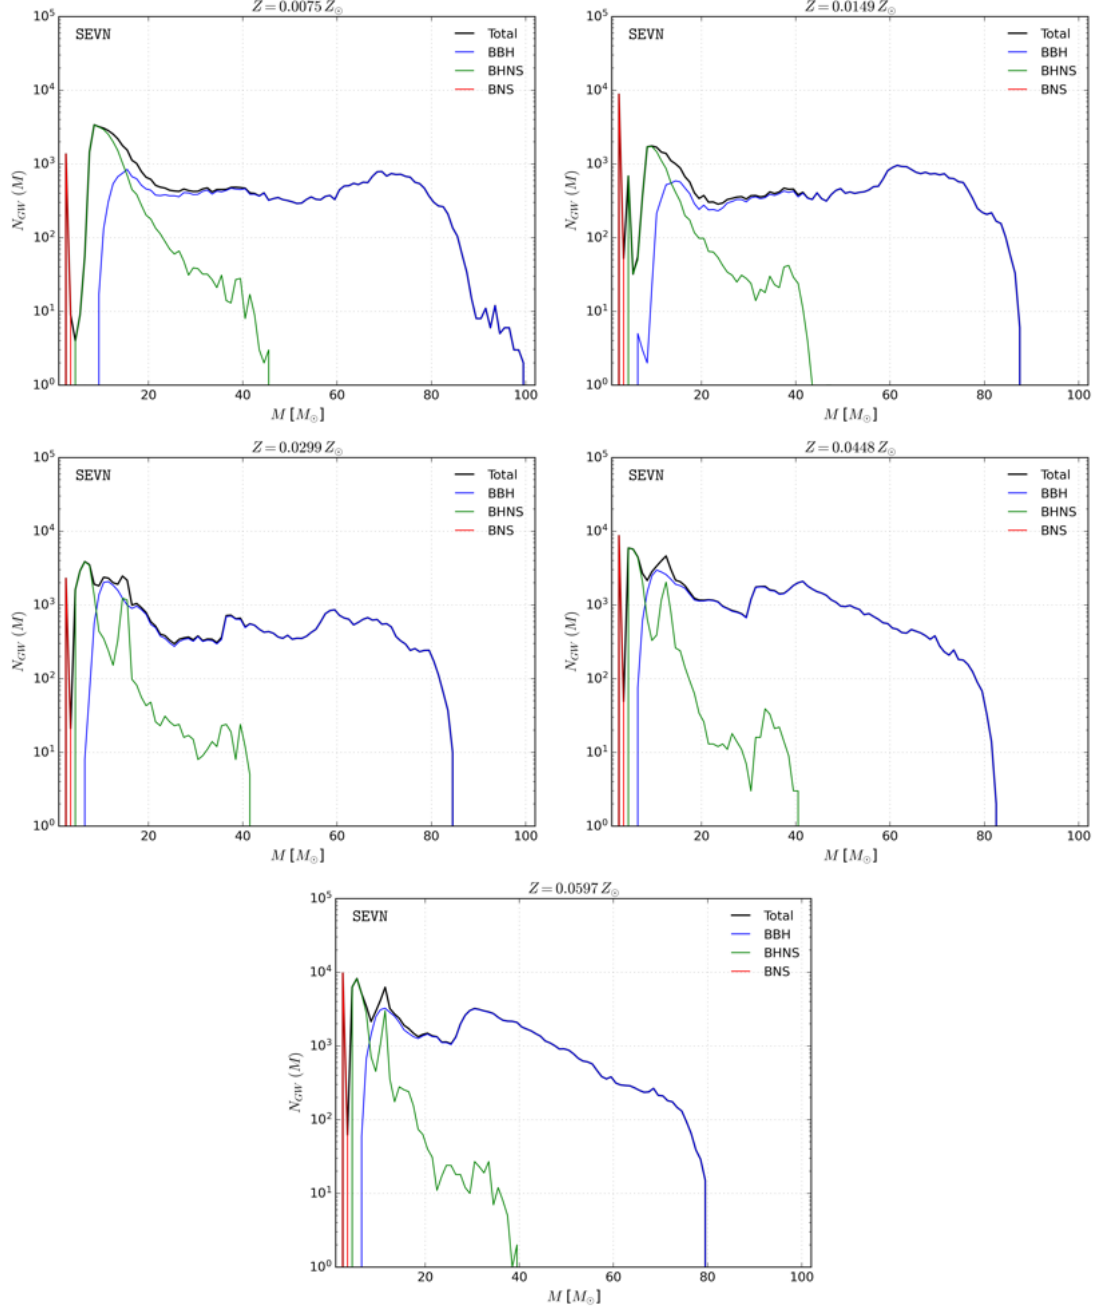 Z = 0.0075 Z⊙
SEVN
Total
BBH
BHNS
BNS
10⁵
10⁴
10³
10²
10¹
10⁰
N_GW (M)
20 40 60 80 100
M [M⊙]
Z = 0.0149 Z⊙
SEVN
Total
BBH
BHNS
BNS
10⁵
10⁴
10³
10²
10¹
10⁰
N_GW (M)
20 40 60 80 100
M [M⊙]
Z = 0.0299 Z⊙
SEVN
Total
BBH
BHNS
BNS
10⁵
10⁴
10³
10²
10¹
10⁰
N_GW (M)
20 40 60 80 100
M [M⊙]
Z = 0.0448 Z⊙
SEVN
Total
BBH
BHNS
BNS
10⁵
10⁴
10³
10²
10¹
10⁰
N_GW (M)
20 40 60 80 100
M [M⊙]
Z = 0.0597 Z⊙
SEVN
Total
BBH
BHNS
BNS
10⁵
10⁴
10³
10²
10¹
10⁰
N_GW (M)
20 40 60 80 100
M [M⊙]